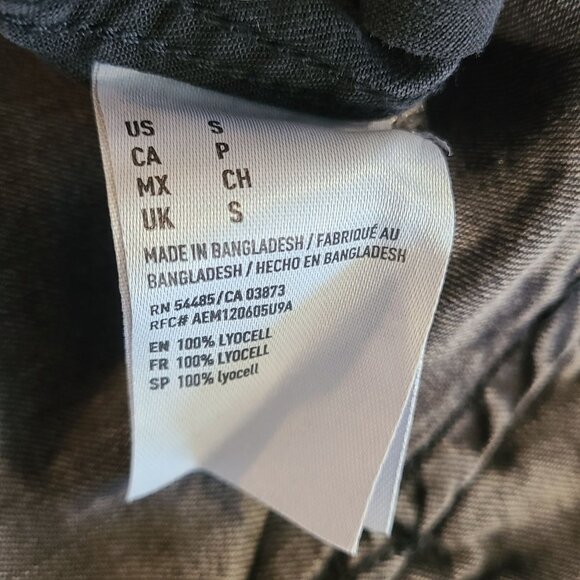 US S
CA P
MX CH
UK S
MADE IN BANGLADESH / FABRIQUÉ AU
BANGLADESH / HECHO EN BANGLADESH
RN 54485/CA 03873
RFC# AEM120605U9A
EN 100% LYOCELL
FR 100% LYOCELL
SP 100% lyocell